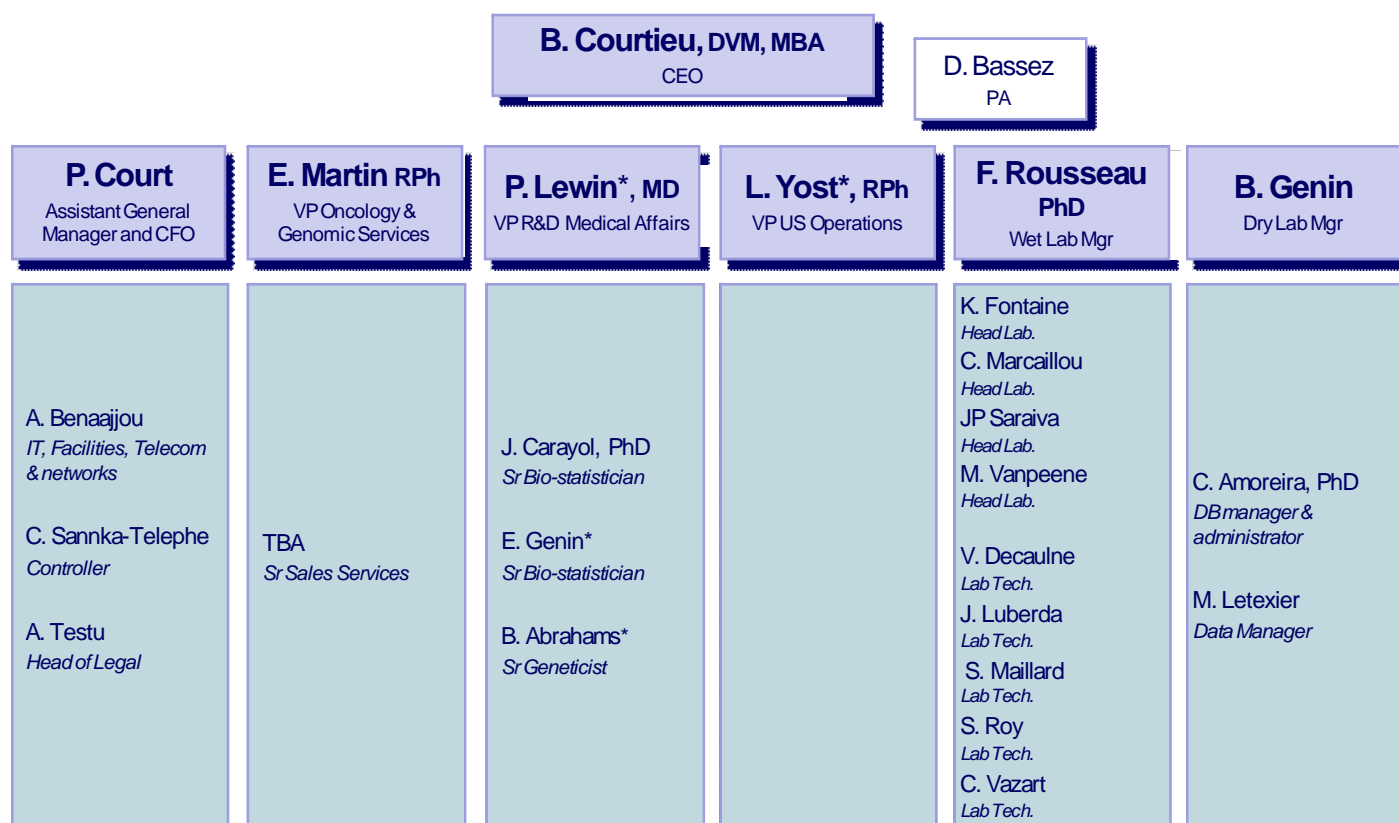 B. Courtieu, DVM, MBA
CEO
D. Bassez
PA
P. Court
Assistant General
Manager and CFO
E. Martin RPh
VP Oncology &
Genomic Services
P. Lewin*, MD
VP R&D Medical Affairs
L. Yost*, RPh
VP US Operations
F. Rousseau
PhD
Wet Lab Mgr
B. Genin
Dry Lab Mgr
A. Benaajjou
IT, Facilities, Telecom
& networks
C. Sannka-Telephe
Controller
A. Testu
Head of Legal
TBA
Sr Sales Services
J. Carayol, PhD
Sr Bio-statistician
E. Genin*
Sr Bio-statistician
B. Abrahams*
Sr Geneticist
K. Fontaine
Head Lab.
C. Marcaillou
Head Lab.
JP Saraiva
Head Lab.
M. Vanpeene
Head Lab.
V. Decaulne
Lab Tech.
J. Luberda
Lab Tech.
S. Maillard
Lab Tech.
S. Roy
Lab Tech.
C. Vazart
Lab Tech.
C. Amoreira, PhD
DB manager &
administrator
M. Letexier
Data Manager